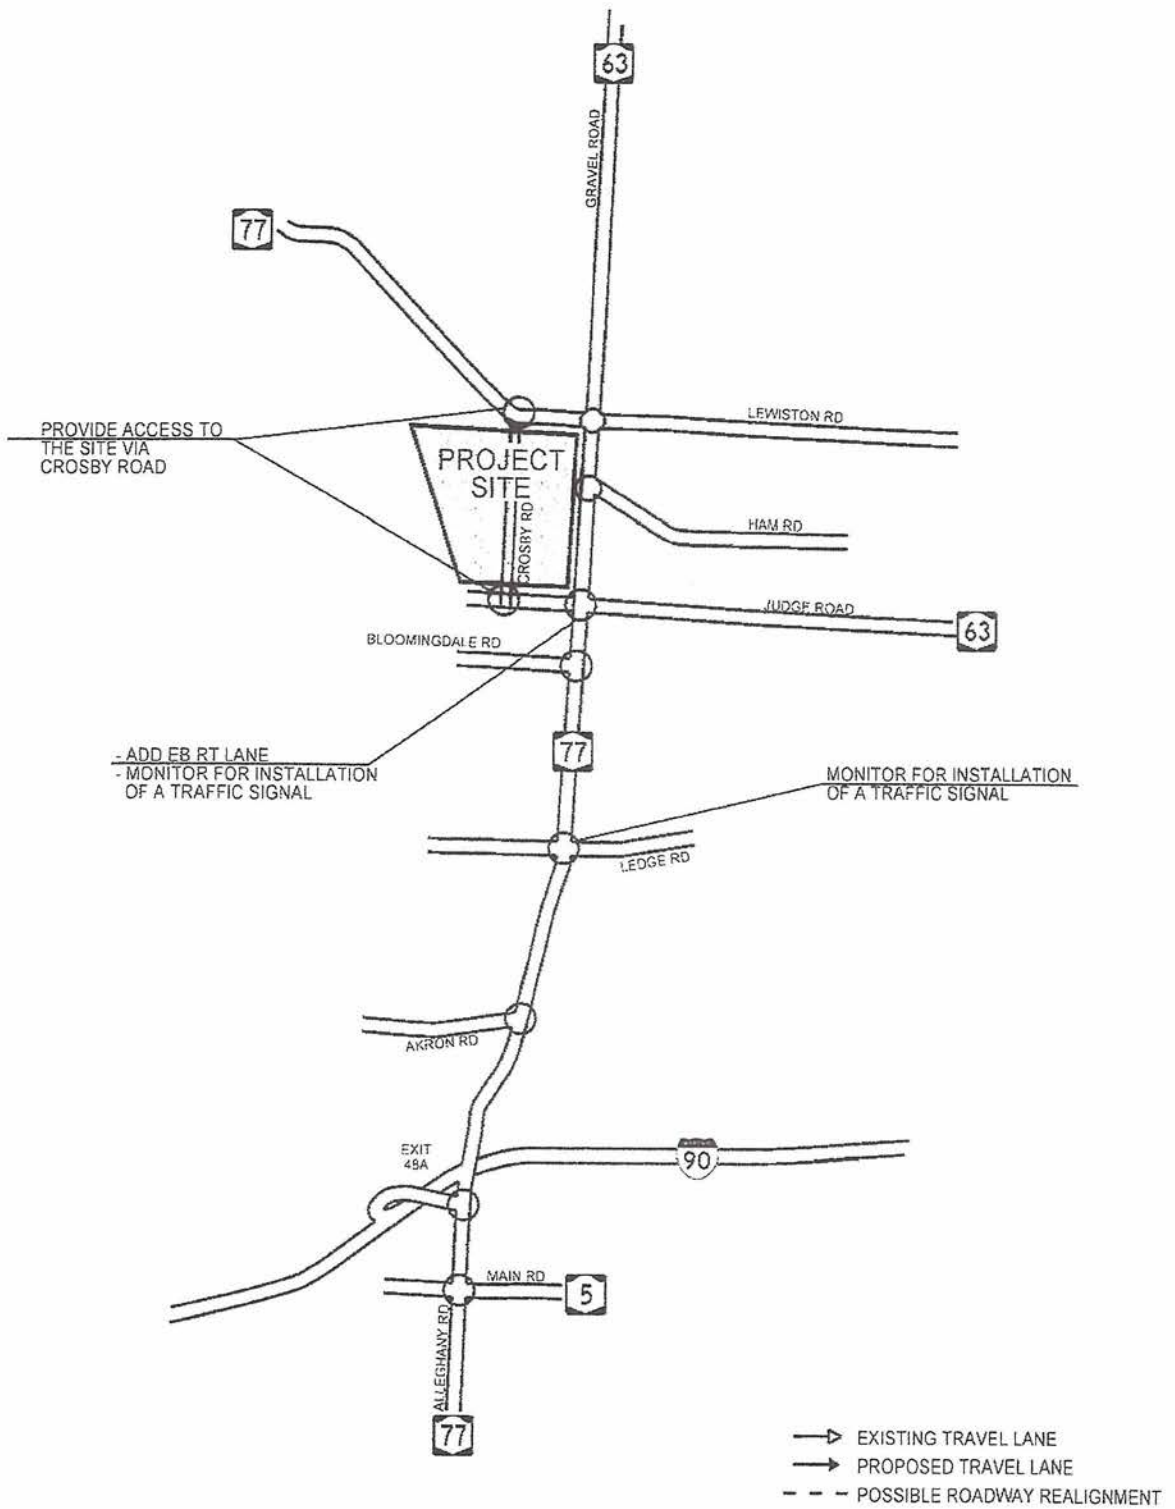 63
GRAVEL ROAD
77
LEWISTON RD
PROVIDE ACCESS TO
THE SITE VIA
CROSBY ROAD
PROJECT
SITE
CROSBY RD
HAM RD
JUDGE ROAD
63
BLOOMINGDALE RD
- ADD EB RT LANE
- MONITOR FOR INSTALLATION
OF A TRAFFIC SIGNAL
77
MONITOR FOR INSTALLATION
OF A TRAFFIC SIGNAL
LEDGE RD
AKRON RD
EXIT
48A
90
MAIN RD
5
ALLEGHANY RD
77
EXISTING TRAVEL LANE
PROPOSED TRAVEL LANE
POSSIBLE ROADWAY REALIGNMENT